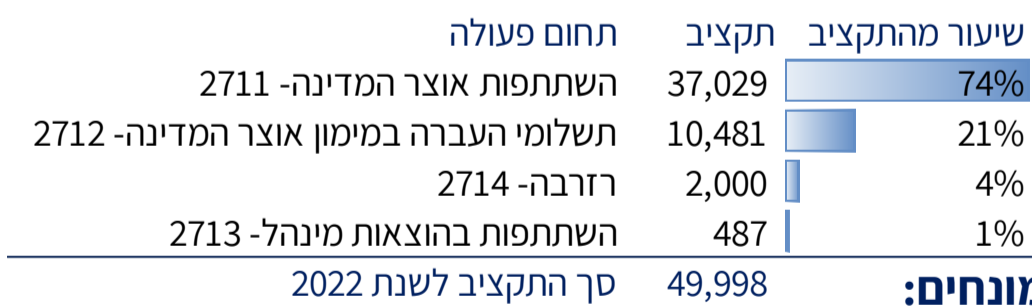 שיעור מהתקציב תקציב תחום פעולה
74% 37,029 השתתפות אוצר המדינה- 2711
21% 10,481 תשלומי העברה במימון אוצר המדינה- 2712
4% 2,000 רזרבה- 2714
1% 487 השתתפות בהוצאות מינהל- 2713
49,998 סך התקציב לשנת 2022
מונחים: